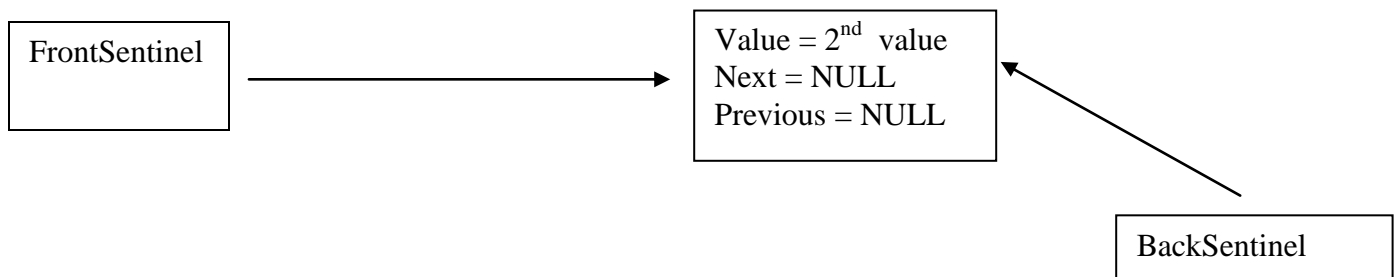 FrontSentinel
Value = 2nd value
Next = NULL
Previous = NULL
BackSentinel